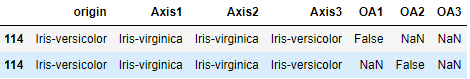 origin Axis1 Axis2 Axis3 OA1 OA2 OA3
114 Iris-versicolor Iris-virginica Iris-virginica Iris-versicolor False NaN NaN
114 Iris-versicolor Iris-virginica Iris-virginica Iris-versicolor NaN False NaN